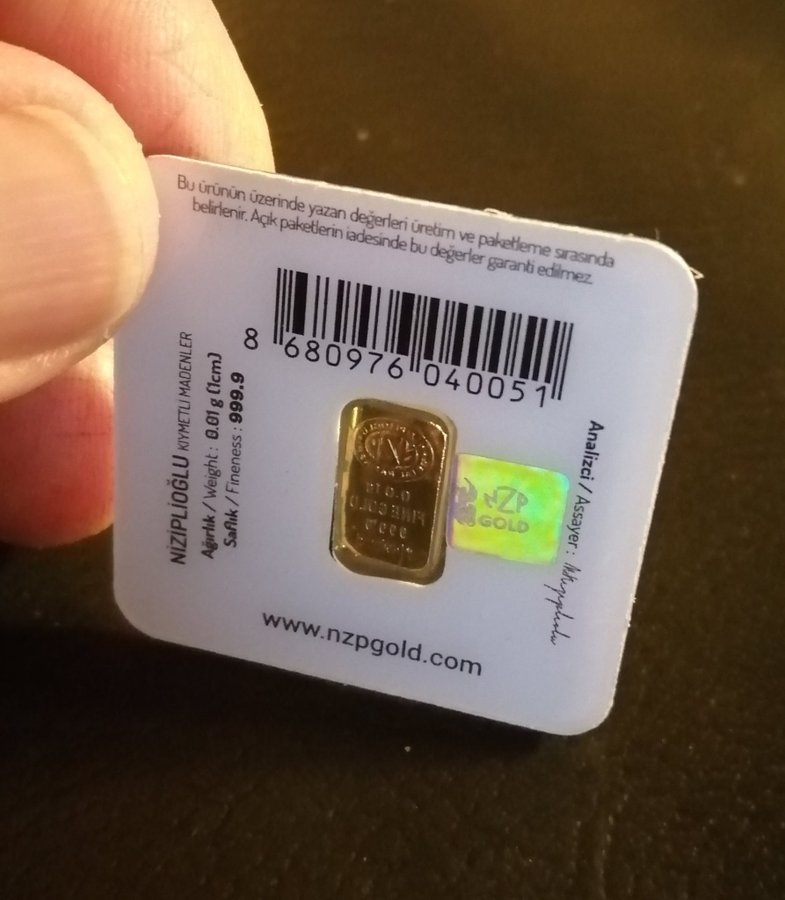 Bu ürünün üzerinde yazan değerleri üretim ve paketleme sırasında
belirlenir. Açık paketlerin iadesinde bu değerler garanti edilmez.
8 680976 040051
NİZİPLİOĞLU KIYMETLİ MADENLER
Ağırlık / Weight : 0.01 g (1cm)
Saflık / Fineness : 999.9
NZP
GOLD
Analizci / Assayer :
www.nzpgold.com